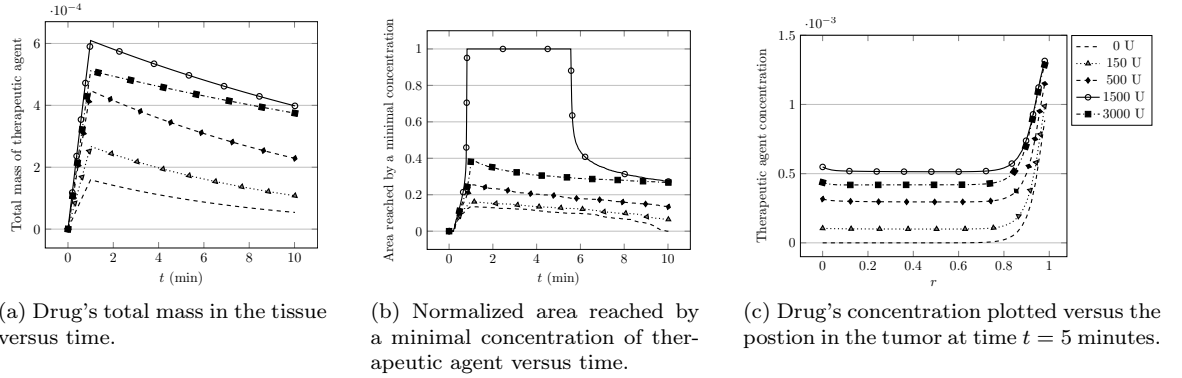 ·10⁻⁴
6
4
2
0
0 2 4 6 8 10
t (min)
Total mass of therapeutic agent
(a) Drug's total mass in the tissue
versus time.
1
0.8
0.6
0.4
0.2
0
0 2 4 6 8 10
t (min)
Area reached by a minimal concentration
(b) Normalized area reached by
a minimal concentration of ther-
apeutic agent versus time.
·10⁻³
1.5
1
0.5
0
0 0.2 0.4 0.6 0.8 1
r
Therapeutic agent concentration
0 U
150 U
500 U
1500 U
3000 U
(c) Drug's concentration plotted versus the
postion in the tumor at time t = 5 minutes.